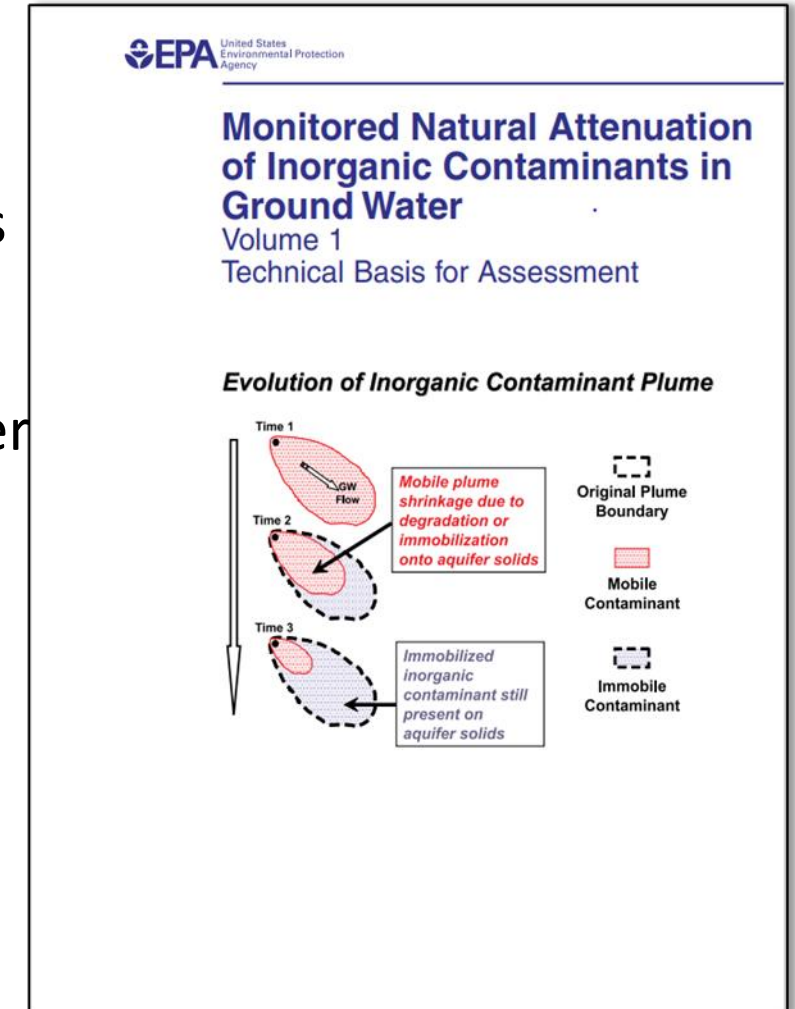 s
er
EPA
United States
Environmental Protection
Agency
Monitored Natural Attenuation
of Inorganic Contaminants in
Ground Water
Volume 1
Technical Basis for Assessment
Evolution of Inorganic Contaminant Plume
Time 1
GW
Flow
Mobile plume
shrinkage due to
degradation or
immobilization
onto aquifer solids
Original Plume
Boundary
Time 2
Mobile
Contaminant
Time 3
Immobilized
inorganic
contaminant still
present on
aquifer solids
Immobile
Contaminant